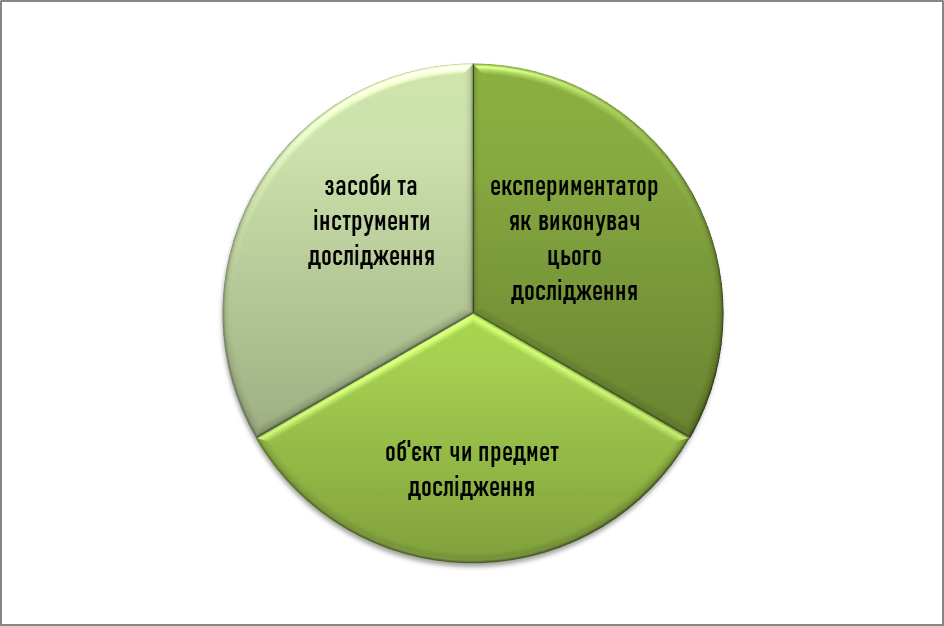 засоби та
інструменти
дослідження
експериментатор
як виконувач
цього
дослідження
об'єкт чи предмет
дослідження